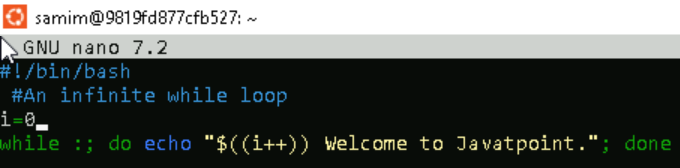 samim@9819fd877cfb527: ~
GNU nano 7.2
#!/bin/bash
#An infinite while loop
i=0
while :; do echo "$((i++)) Welcome to Javatpoint."; done